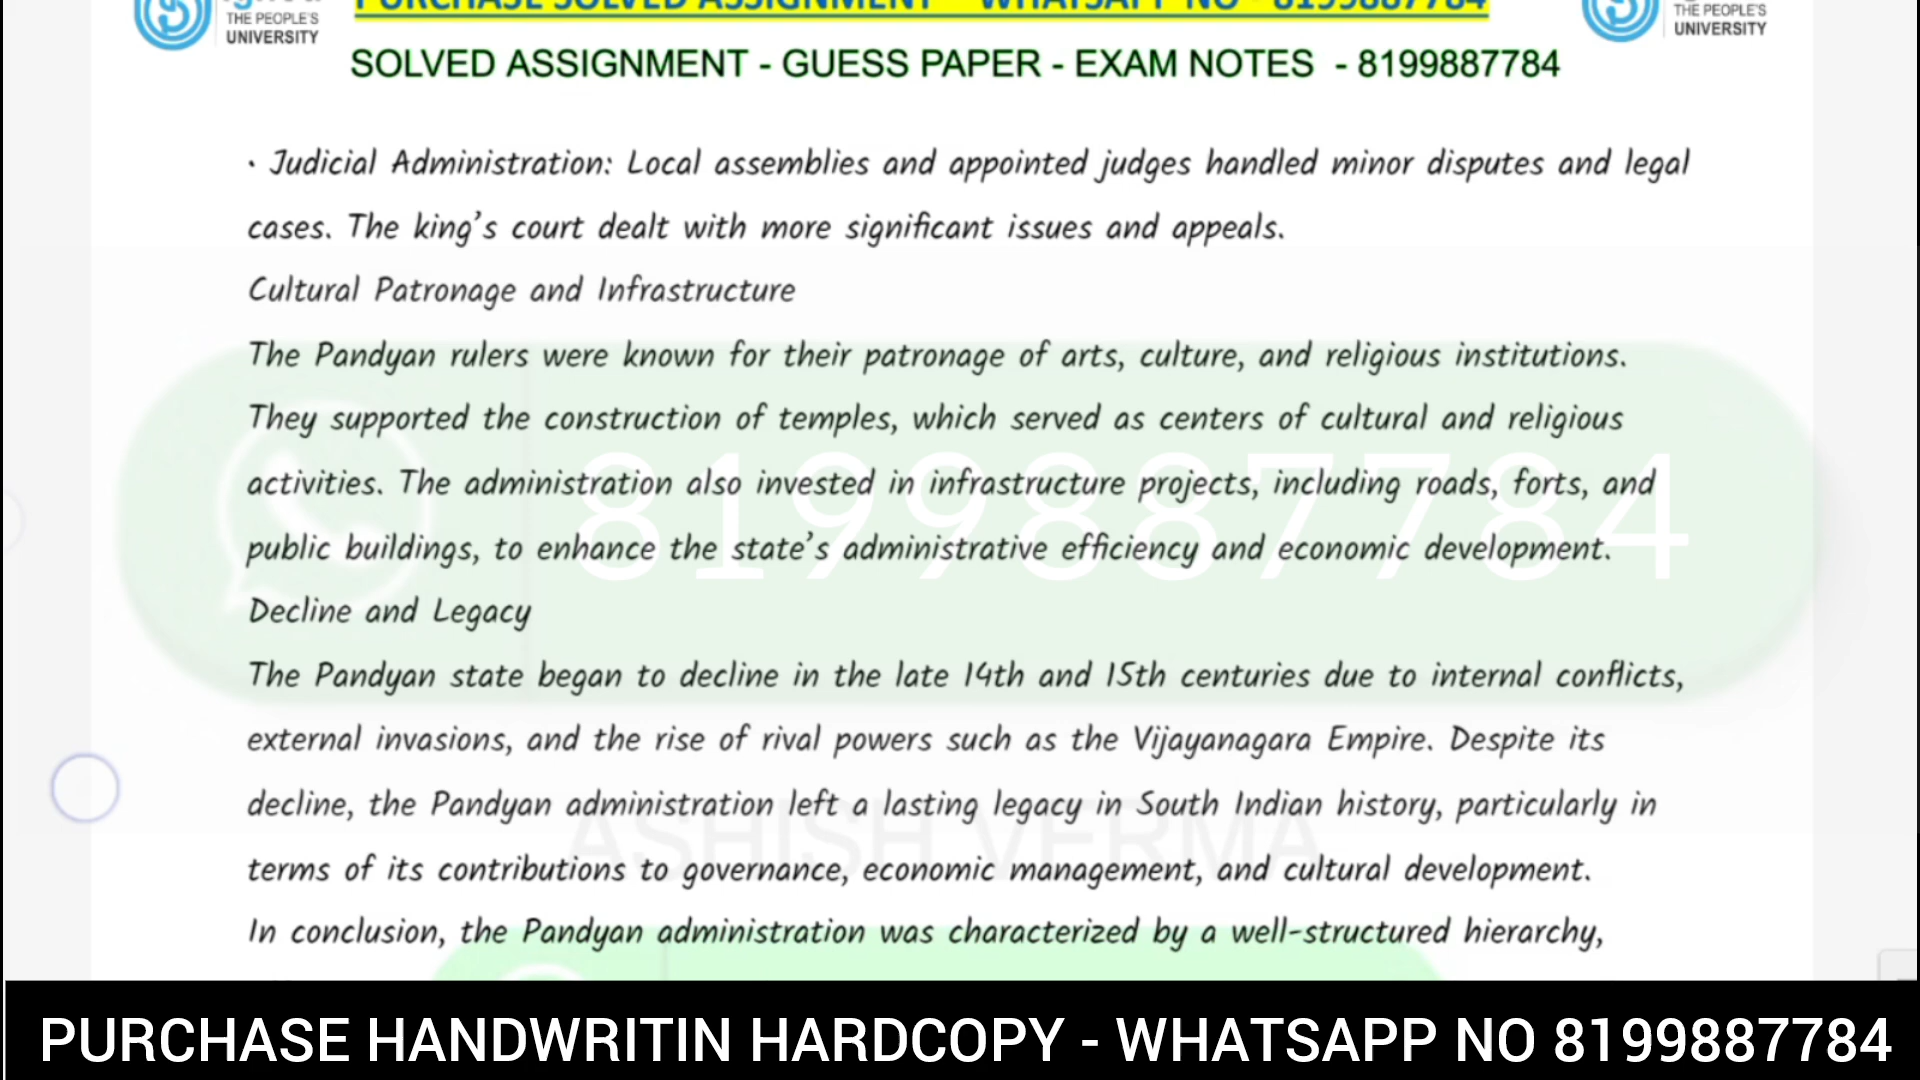 THE PEOPLE'S
UNIVERSITY
PURCHASE SOLVED ASSIGNMENT - WHATSAPP NO - 8199887784
THE PEOPLE'S
UNIVERSITY
SOLVED ASSIGNMENT - GUESS PAPER - EXAM NOTES - 8199887784
· Judicial Administration: Local assemblies and appointed judges handled minor disputes and legal
cases. The king's court dealt with more significant issues and appeals.
Cultural Patronage and Infrastructure
The Pandyan rulers were known for their patronage of arts, culture, and religious institutions.
They supported the construction of temples, which served as centers of cultural and religious
activities. The administration also invested in infrastructure projects, including roads, forts, and
public buildings, to enhance the state's administrative efficiency and economic development.
8199887784
Decline and Legacy
The Pandyan state began to decline in the late 14th and 15th centuries due to internal conflicts,
external invasions, and the rise of rival powers such as the Vijayanagara Empire. Despite its
decline, the Pandyan administration left a lasting legacy in South Indian history, particularly in
ASHISH VERMA
terms of its contributions to governance, economic management, and cultural development.
In conclusion, the Pandyan administration was characterized by a well-structured hierarchy,
PURCHASE HANDWRITIN HARDCOPY - WHATSAPP NO 8199887784